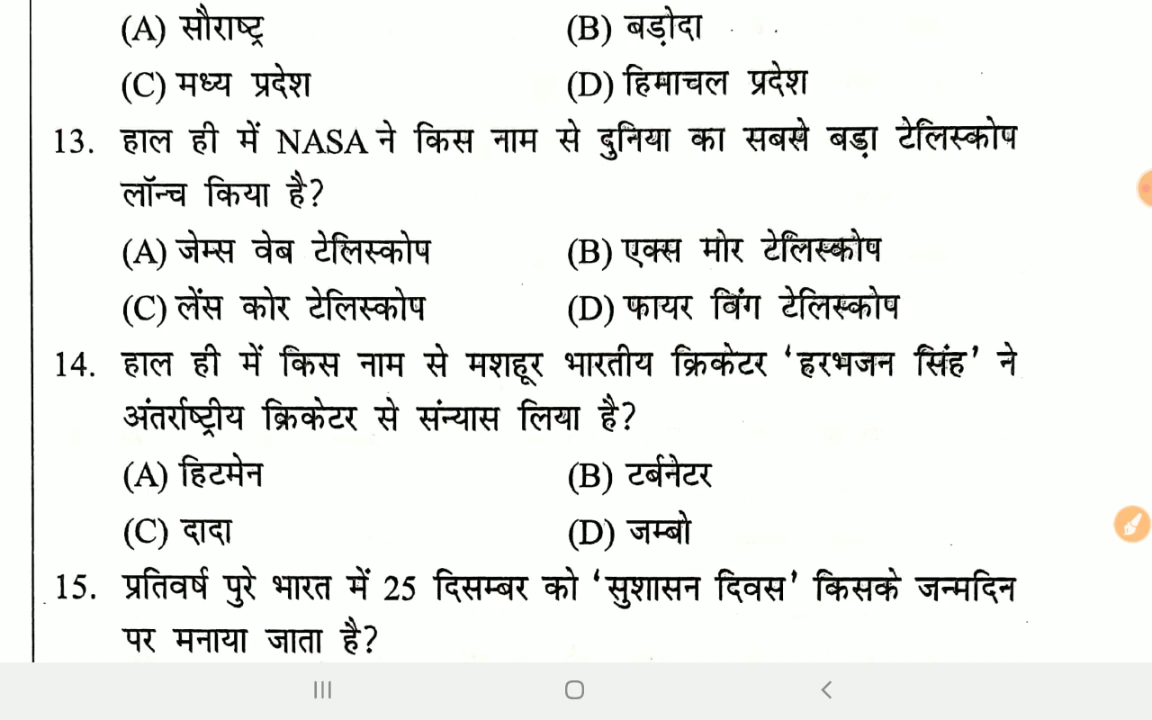 (A) सौराष्ट्र (B) बड़ोदा
(C) मध्य प्रदेश (D) हिमाचल प्रदेश
13. हाल ही में NASA ने किस नाम से दुनिया का सबसे बड़ा टेलिस्कोप
लॉन्च किया है?
(A) जेम्स वेब टेलिस्कोप (B) एक्स मोर टेलिस्कोप
(C) लेंस कोर टेलिस्कोप (D) फायर विंग टेलिस्कोप
14. हाल ही में किस नाम से मशहूर भारतीय क्रिकेटर ‘हरभजन सिंह’ ने
अंतर्राष्ट्रीय क्रिकेटर से संन्यास लिया है?
(A) हिटमेन (B) टर्बनेटर
(C) दादा (D) जम्बो
15. प्रतिवर्ष पुरे भारत में 25 दिसम्बर को ‘सुशासन दिवस’ किसके जन्मदिन
पर मनाया जाता है?